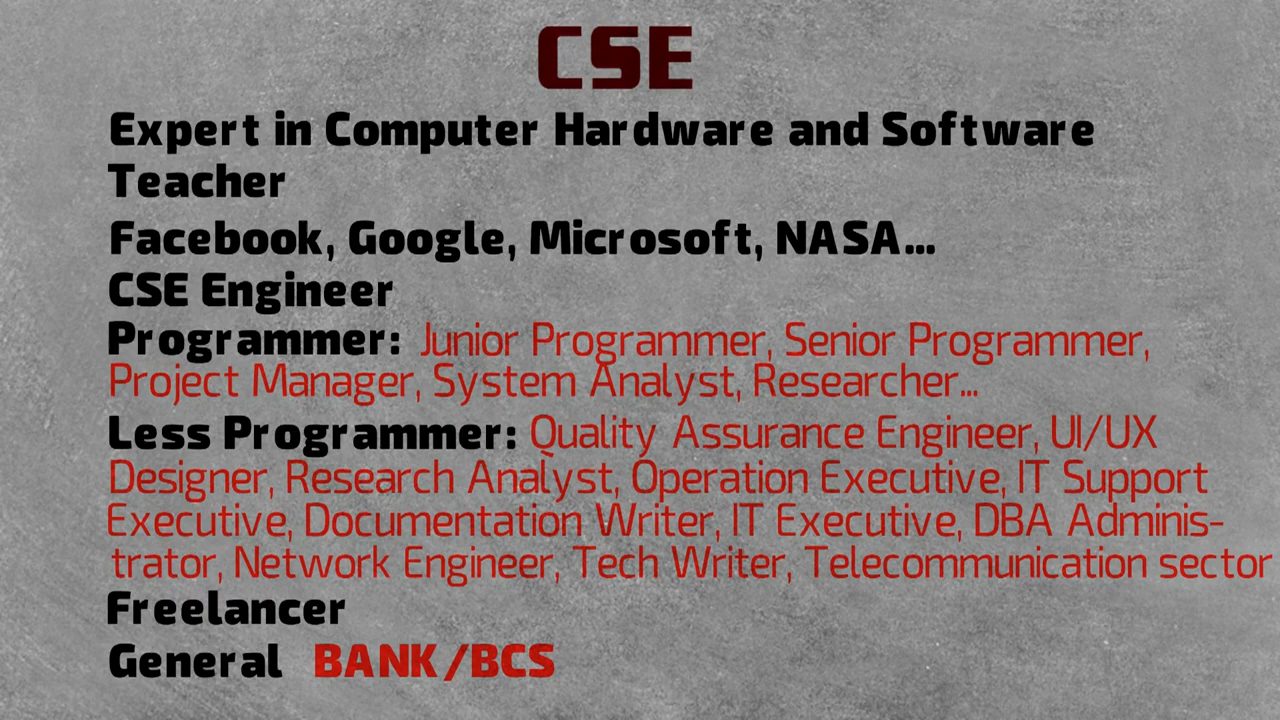 CSE
Expert in Computer Hardware and Software
Teacher
Facebook, Google, Microsoft, NASA...
CSE Engineer
Programmer: Junior Programmer, Senior Programmer,
Project Manager, System Analyst, Researcher...
Less Programmer: Quality Assurance Engineer, UI/UX
Designer, Research Analyst, Operation Executive, IT Support
Executive, Documentation Writer, IT Executive, DBA Adminis-
trator, Network Engineer, Tech Writer, Telecommunication sector
Freelancer
General BANK/BCS